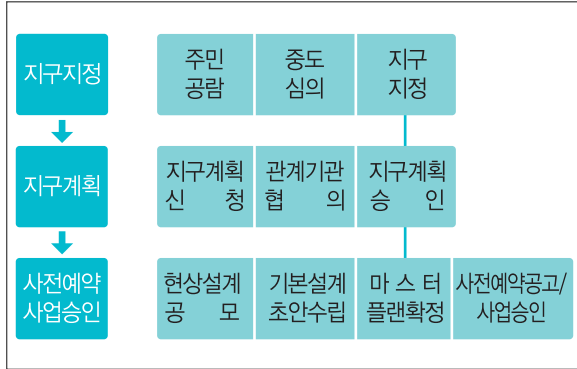 지구지정
주민
공람
중도
심의
지구
지정
지구계획
지구계획
신 청
관계기관
협 의
지구계획
승 인
사전예약
사업승인
현상설계
공 모
기본설계
초안수립
마 스 터
플랜확정
사전예약공고/
사업승인